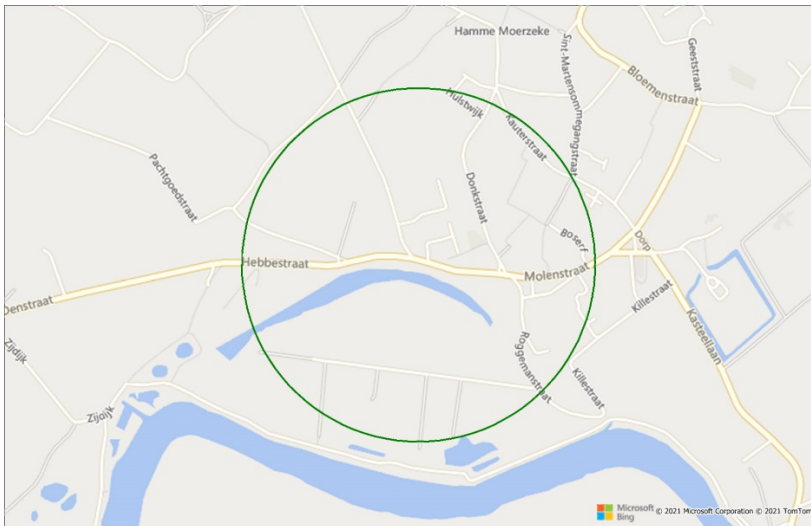 Hamme Moerzeke
Sint-Martensommegangstraat
Geeststraat
Bloemenstraat
Hulstwijk
Kauterstraat
Pachtgoedstraat
Donkstraat
Boserf
Dorp
Hebbestraat
Molenstraat
Denstraat
Killestraat
Kasteellaan
Zijdijk
Roggemanstraat
Killestraat
Zijdijk
Microsoft
Bing
© 2021 Microsoft Corporation © 2021 TomTom